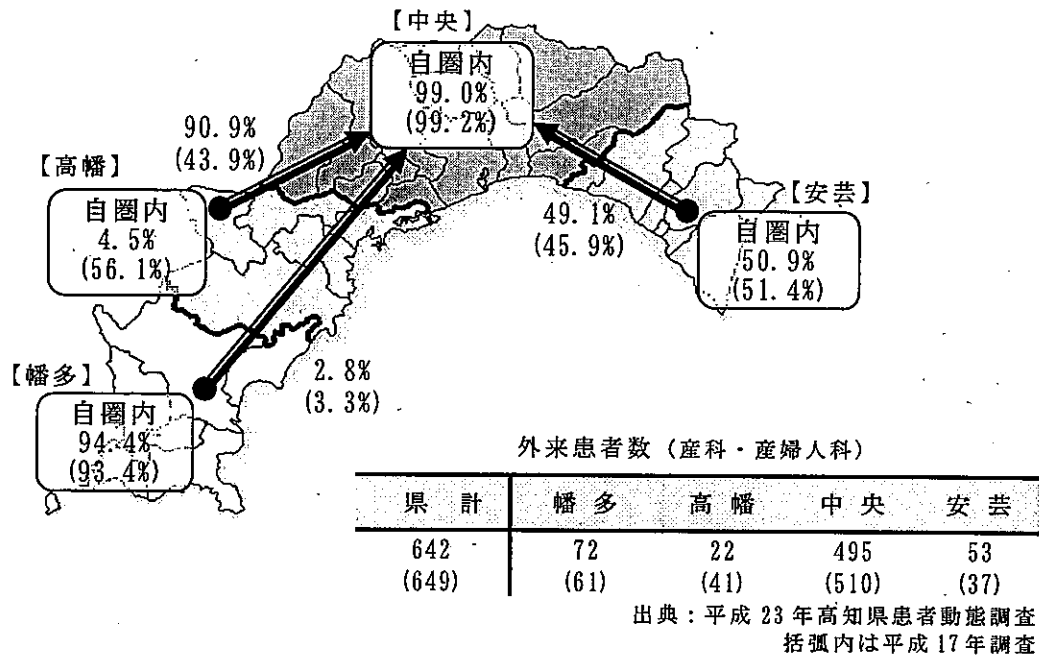 【中央】
自圏内
99.0%
(99.2%)
90.9%
(43.9%)
【高幡】
自圏内
4.5%
(56.1%)
【安芸】
自圏内
50.9%
(51.4%)
49.1%
(45.9%)
【幡多】
自圏内
94.4%
(93.4%)
2.8%
(3.3%)
外来患者数（産科・産婦人科）
県計 幡多 高幡 中央 安芸
642 72 22 495 53
(649) (61) (41) (510) (37)
出典：平成23年高知県患者動態調査
括弧内は平成17年調査